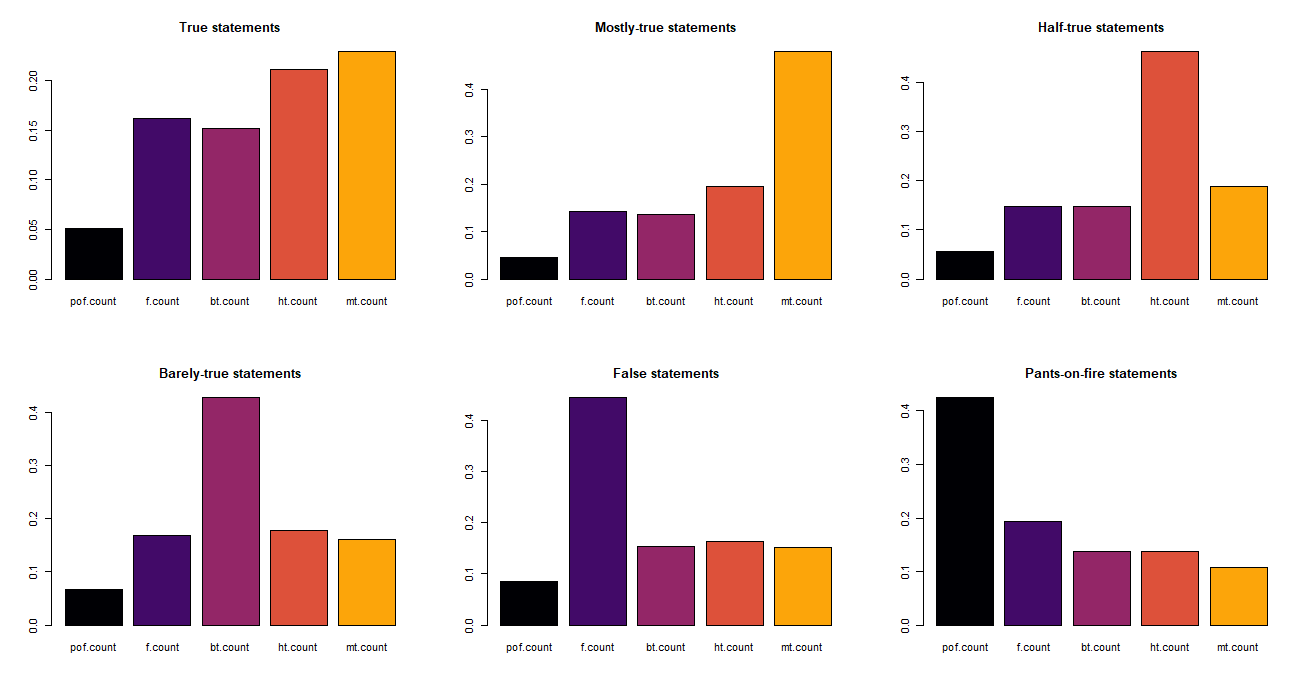 True statements
0.20
0.15
0.10
0.05
0.00
pof.count f.count bt.count ht.count mt.count
Mostly-true statements
0.4
0.3
0.2
0.1
0.0
pof.count f.count bt.count ht.count mt.count
Half-true statements
0.4
0.3
0.2
0.1
0.0
pof.count f.count bt.count ht.count mt.count
Barely-true statements
0.4
0.3
0.2
0.1
0.0
pof.count f.count bt.count ht.count mt.count
False statements
0.4
0.3
0.2
0.1
0.0
pof.count f.count bt.count ht.count mt.count
Pants-on-fire statements
0.4
0.3
0.2
0.1
0.0
pof.count f.count bt.count ht.count mt.count